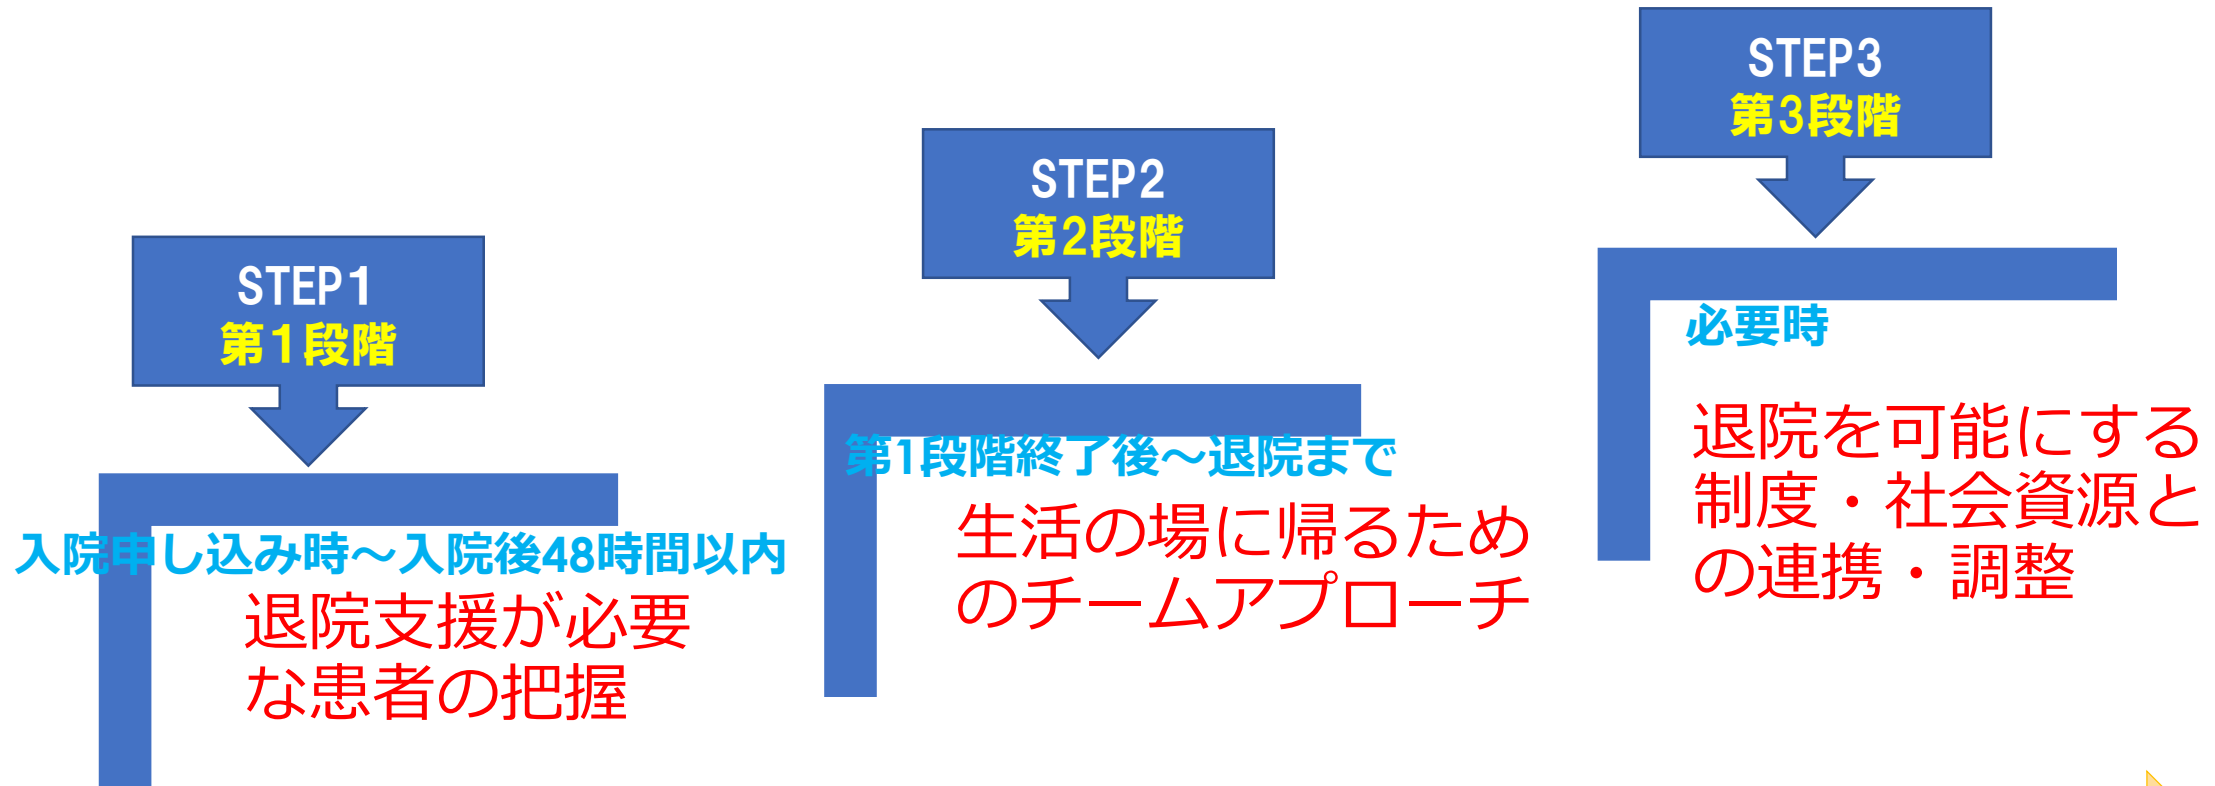 STEP1
第1段階
入院申し込み時～入院後48時間以内
退院支援が必要
な患者の把握
STEP2
第2段階
第1段階終了後～退院まで
生活の場に帰るため
のチームアプローチ
STEP3
第3段階
必要時
退院を可能にする
制度・社会資源と
の連携・調整